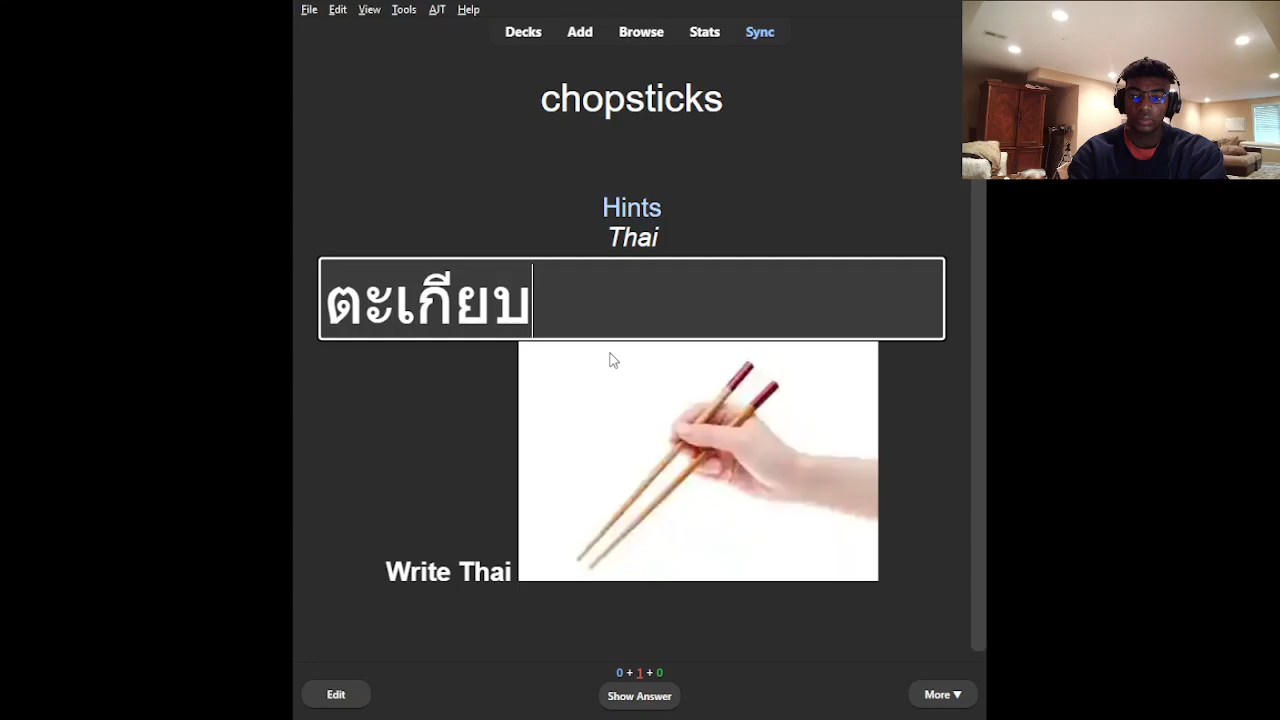 File Edit View Tools AJT Help
Decks Add Browse Stats Sync
chopsticks
Hints
Thai
ตะเกียบ
Write Thai
0 + 1 + 0
Edit Show Answer More ▼